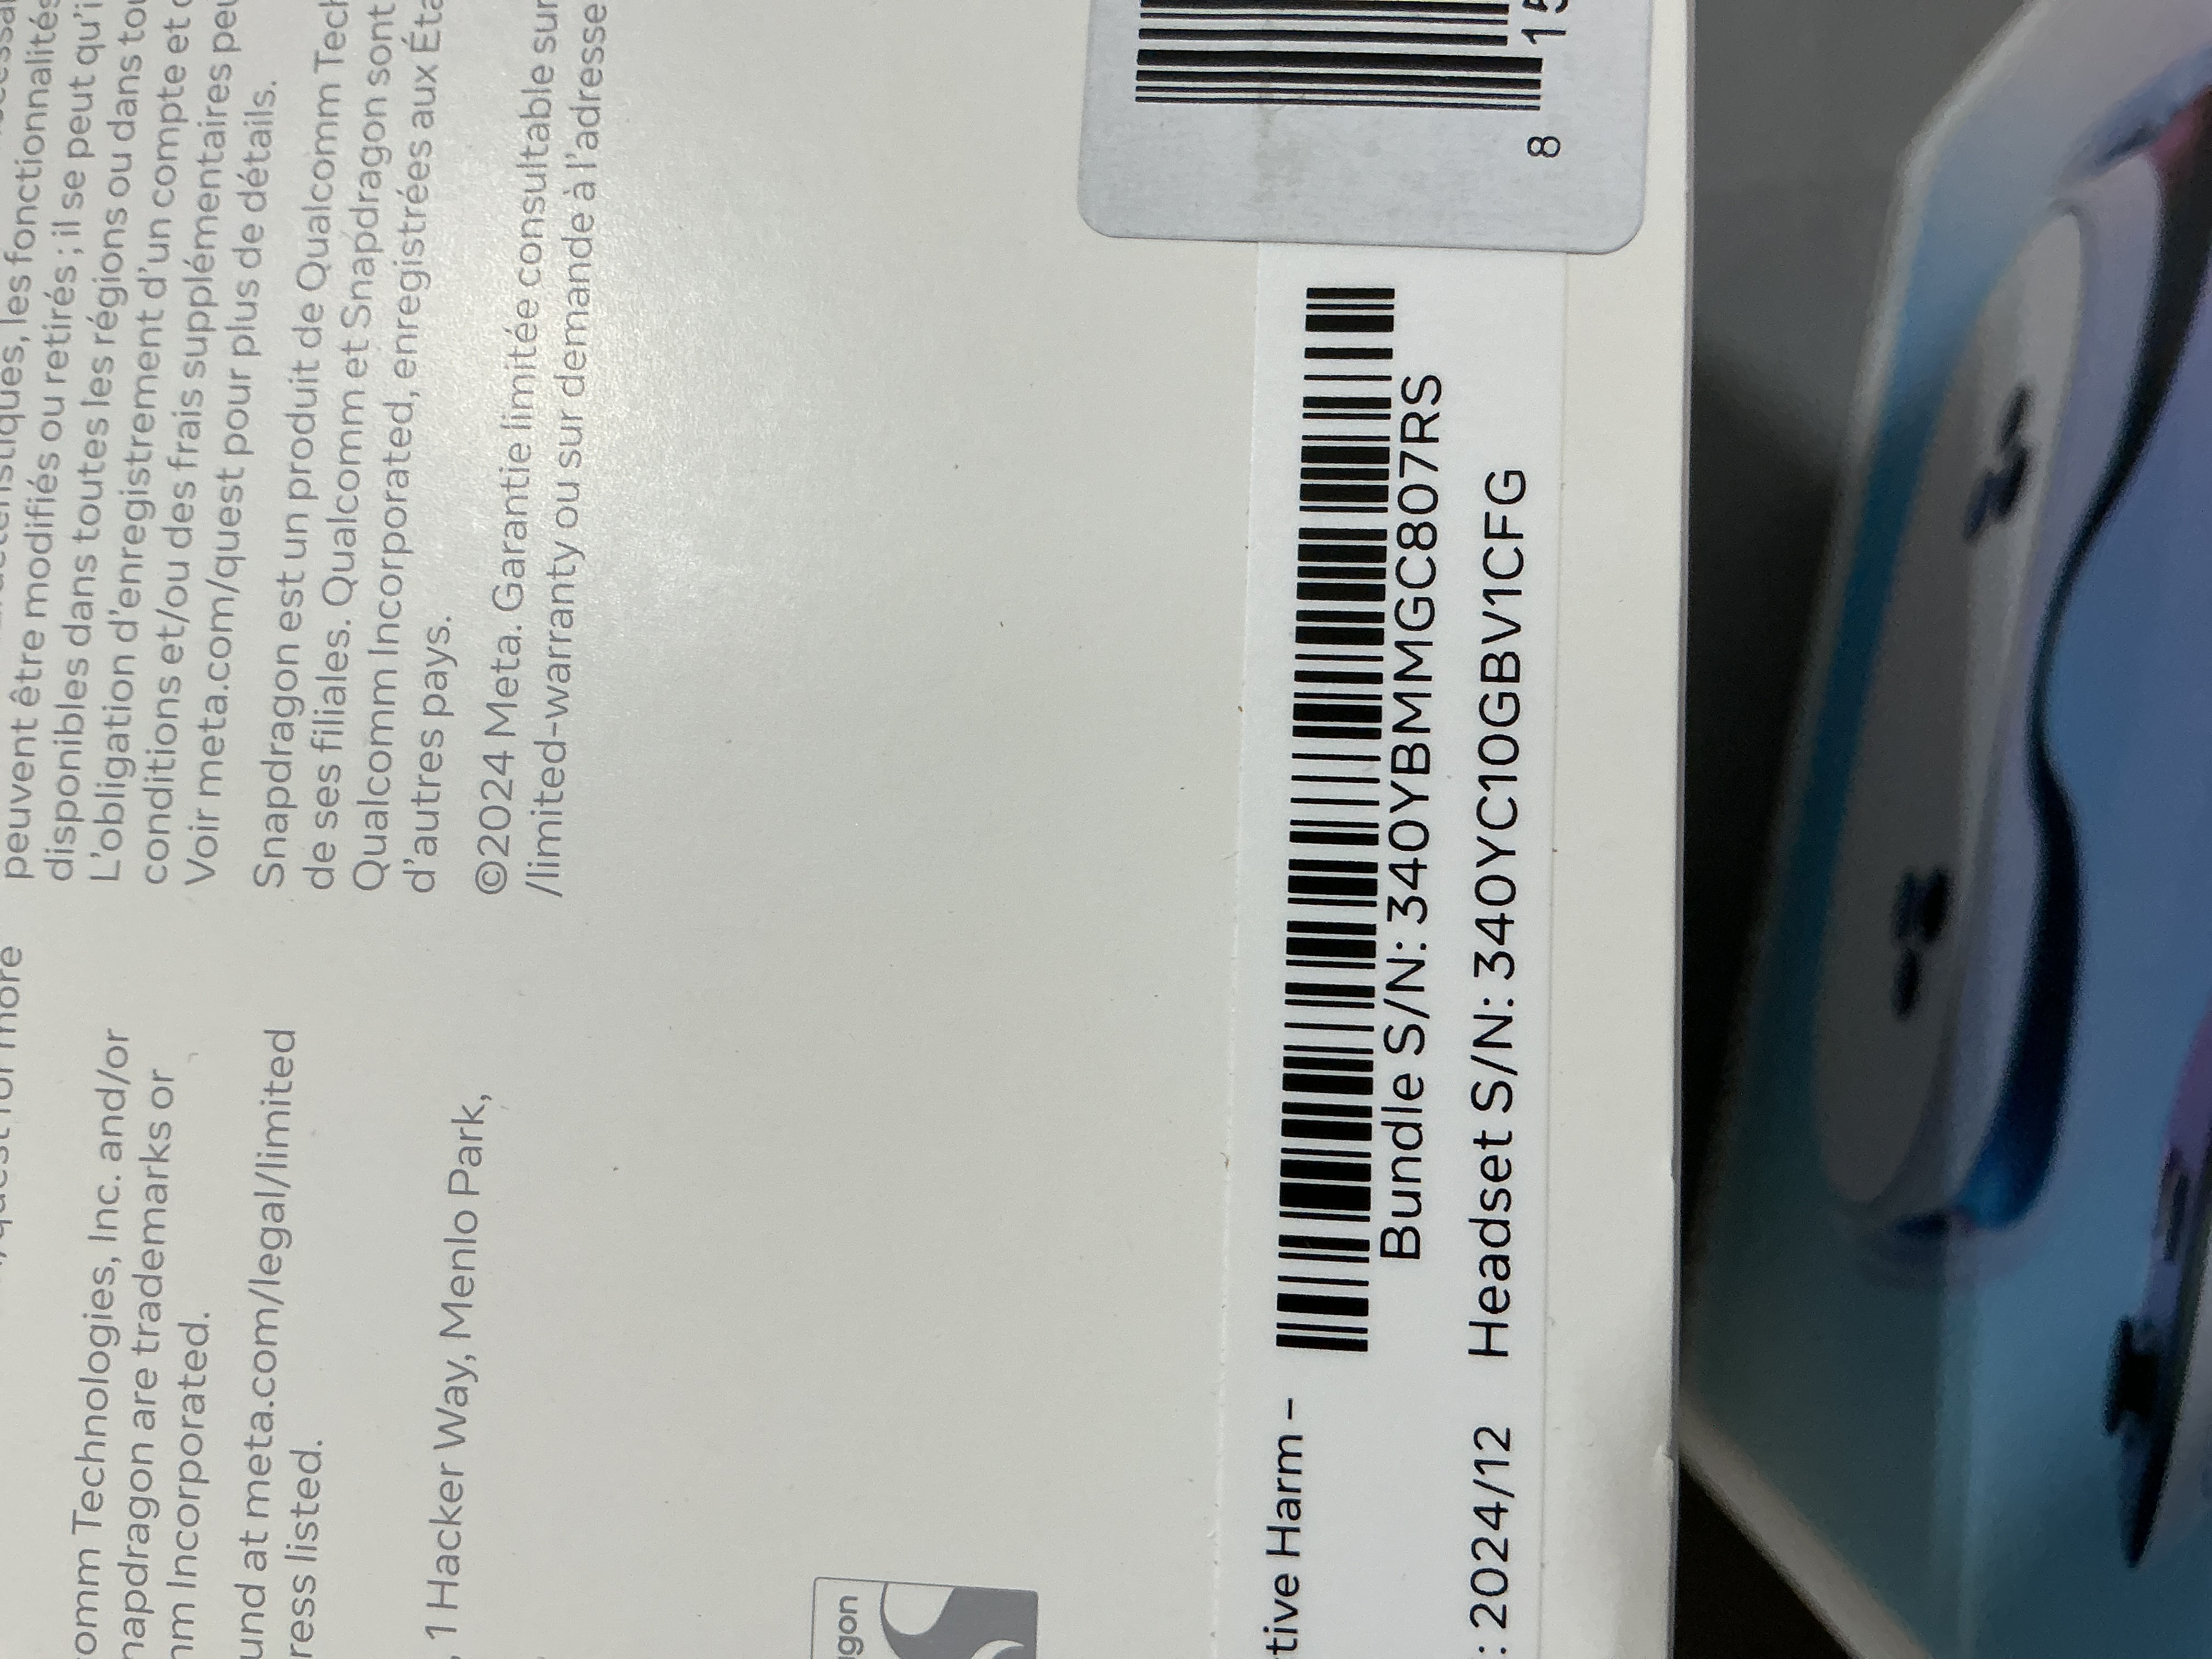 omm Technologies, Inc. and/or
napdragon are trademarks or
Incorporated.
und at meta.com/legal/limited
ress listed.
, 1 Hacker Way, Menlo Park,
peuvent être modifiés ou retirés ; il se peut qu'i
disponibles dans toutes les régions ou dans tou
L'obligation d'enregistrement d'un compte et
conditions et/ou des frais supplémentaires peu
Voir meta.com/quest pour plus de détails.
Snapdragon est un produit de Qualcomm Tech
de ses filiales. Qualcomm et Snapdragon sont
Qualcomm Incorporated, enregistrées aux Éta
d'autres pays.
©2024 Meta. Garantie limitée consultable sur
/limited-warranty ou sur demande à l'adresse
gon
tive Harm –
Bundle S/N: 340YBMMGC807RS
: 2024/12 Headset S/N: 340YC10GBV1CFG
8 15